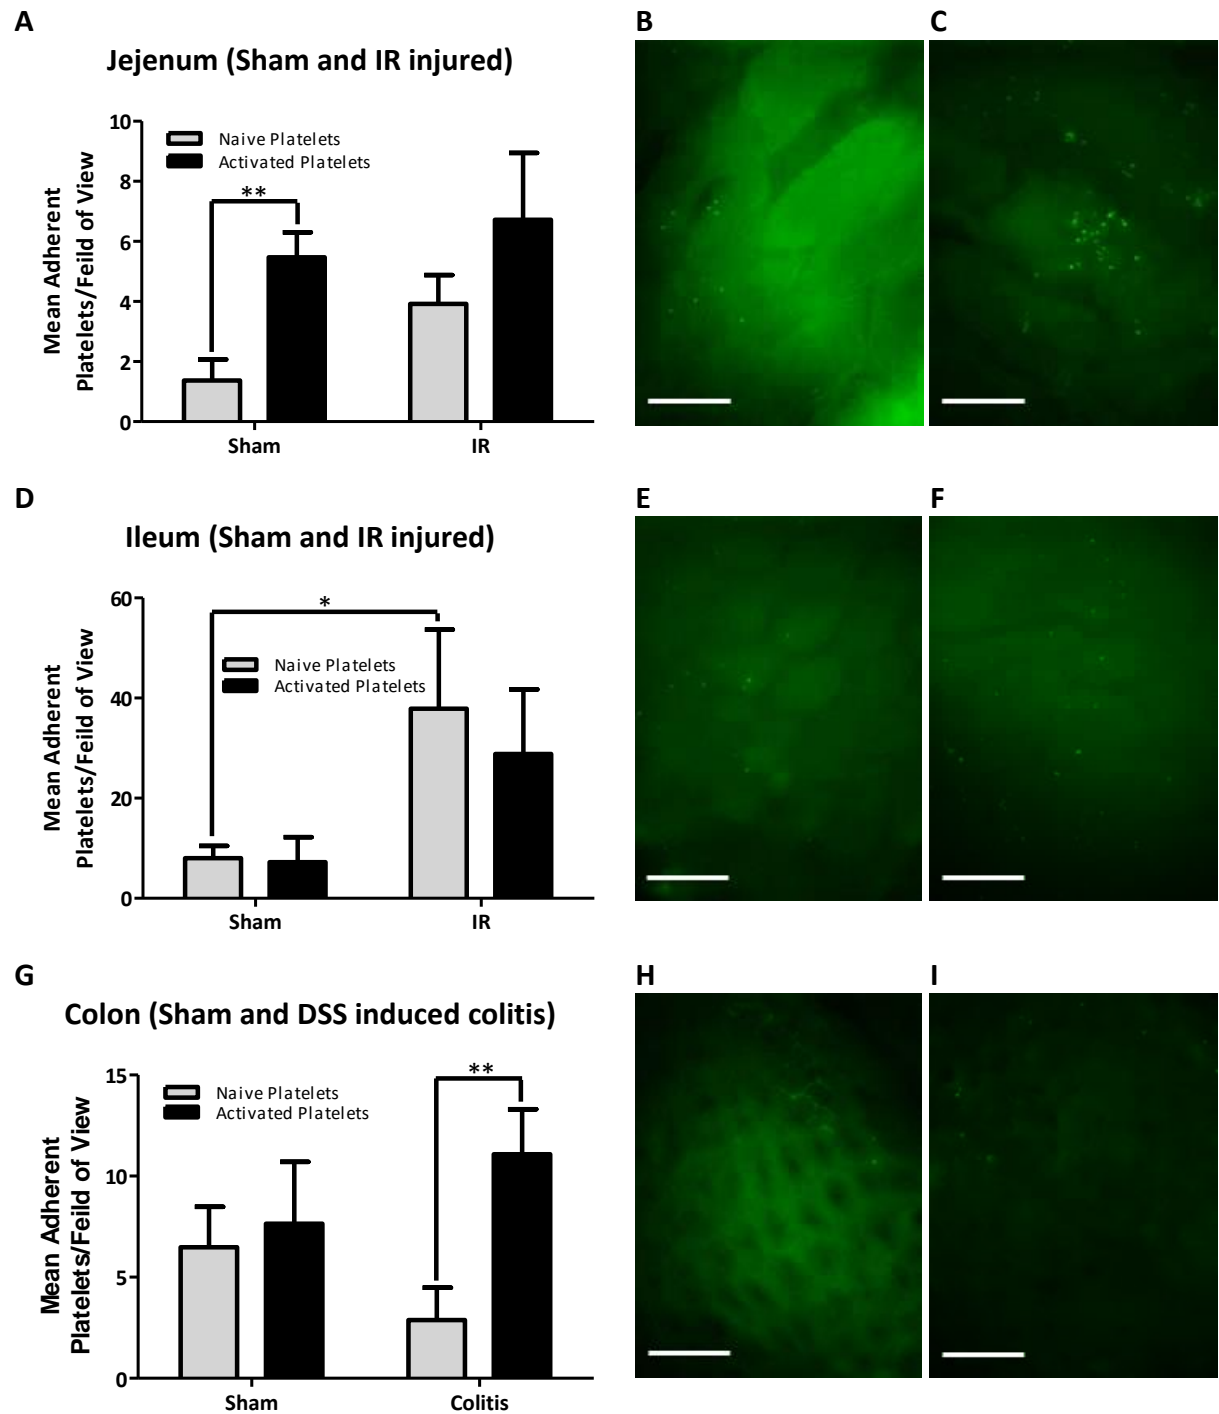 A
Jejenum (Sham and IR injured)
Mean Adherent
Platelets/Feild of View
10
8
6
4
2
0
Naive Platelets
Activated Platelets
**
Sham
IR
B
C
D
Ileum (Sham and IR injured)
Mean Adherent
Platelets/Feild of View
60
40
20
0
*
Naive Platelets
Activated Platelets
Sham
IR
E
F
G
Colon (Sham and DSS induced colitis)
Mean Adherent
Platelets/Feild of View
15
10
5
0
Naive Platelets
Activated Platelets
**
Sham
Colitis
H
I